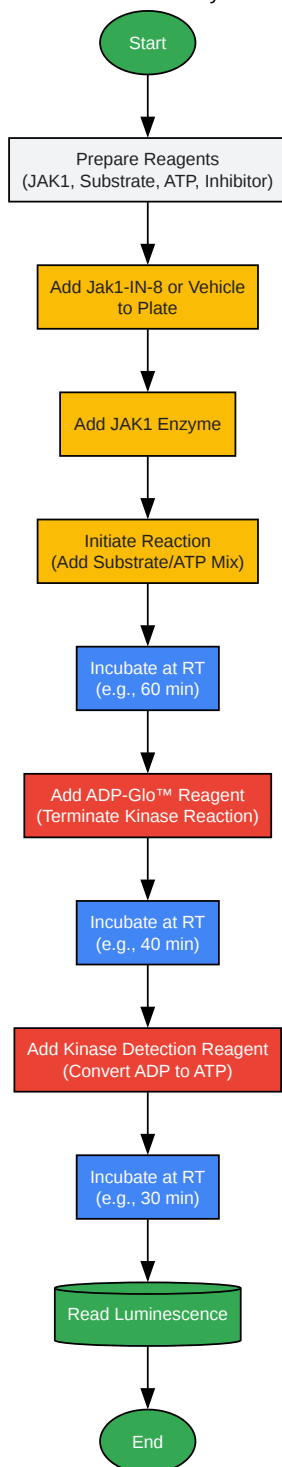 Start
Prepare Reagents
(JAK1, Substrate, ATP, Inhibitor)
Add Jak1-IN-8 or Vehicle
to Plate
Add JAK1 Enzyme
Initiate Reaction
(Add Substrate/ATP Mix)
Incubate at RT
(e.g., 60 min)
Add ADP-Glo™ Reagent
(Terminate Kinase Reaction)
Incubate at RT
(e.g., 40 min)
Add Kinase Detection Reagent
(Convert ADP to ATP)
Incubate at RT
(e.g., 30 min)
Read Luminescence
End